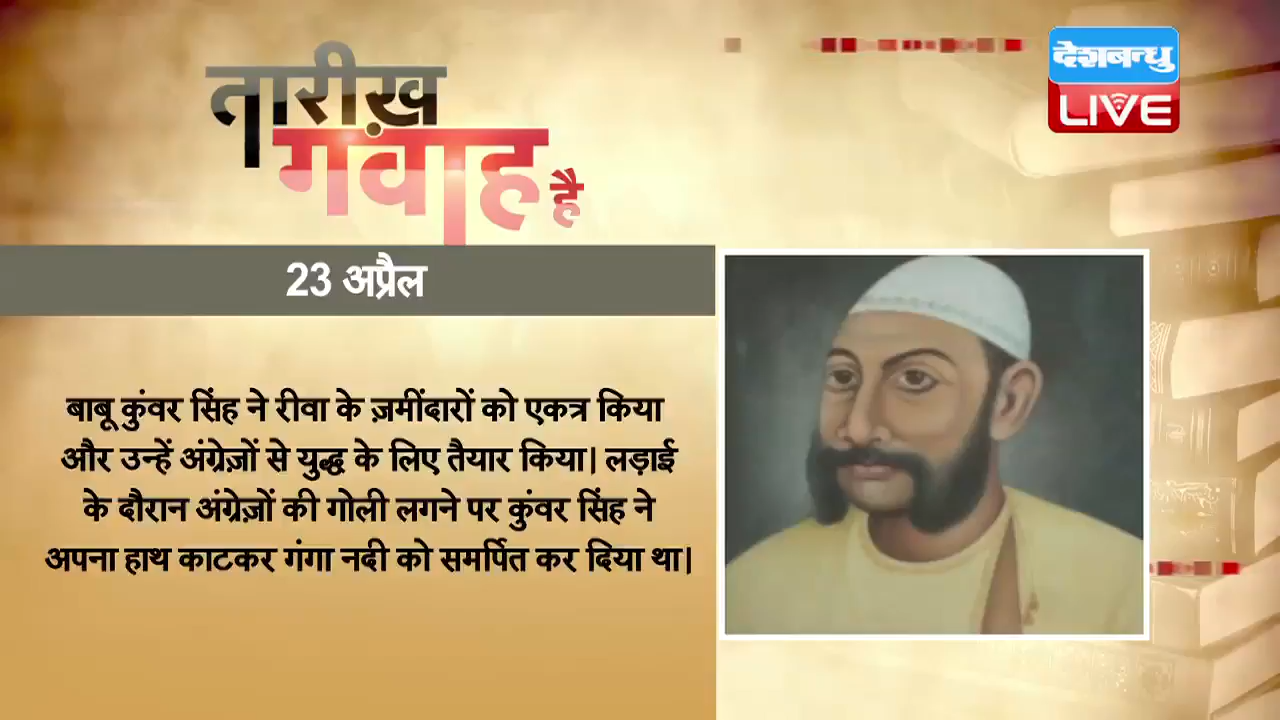 तारीख़
गवाह है
देशबन्धु
LIVE
23 अप्रैल
बाबू कुंवर सिंह ने रीवा के ज़मींदारों को एकत्र किया
और उन्हें अंग्रेज़ों से युद्ध के लिए तैयार किया। लड़ाई
के दौरान अंग्रेज़ों की गोली लगने पर कुंवर सिंह ने
अपना हाथ काटकर गंगा नदी को समर्पित कर दिया था।